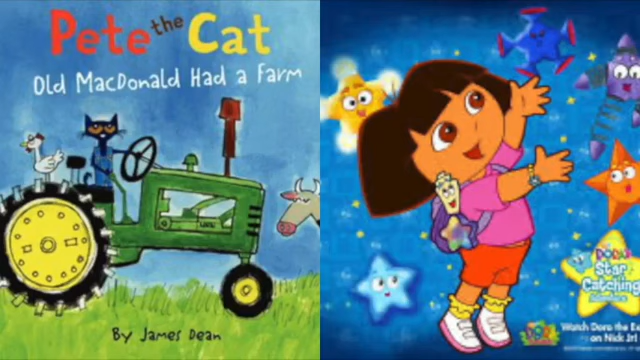 Pete the Cat
Old MacDonald Had a Farm
By James Dean
DORA
Star
Catching
Watch Dora the
on Nick Jr!